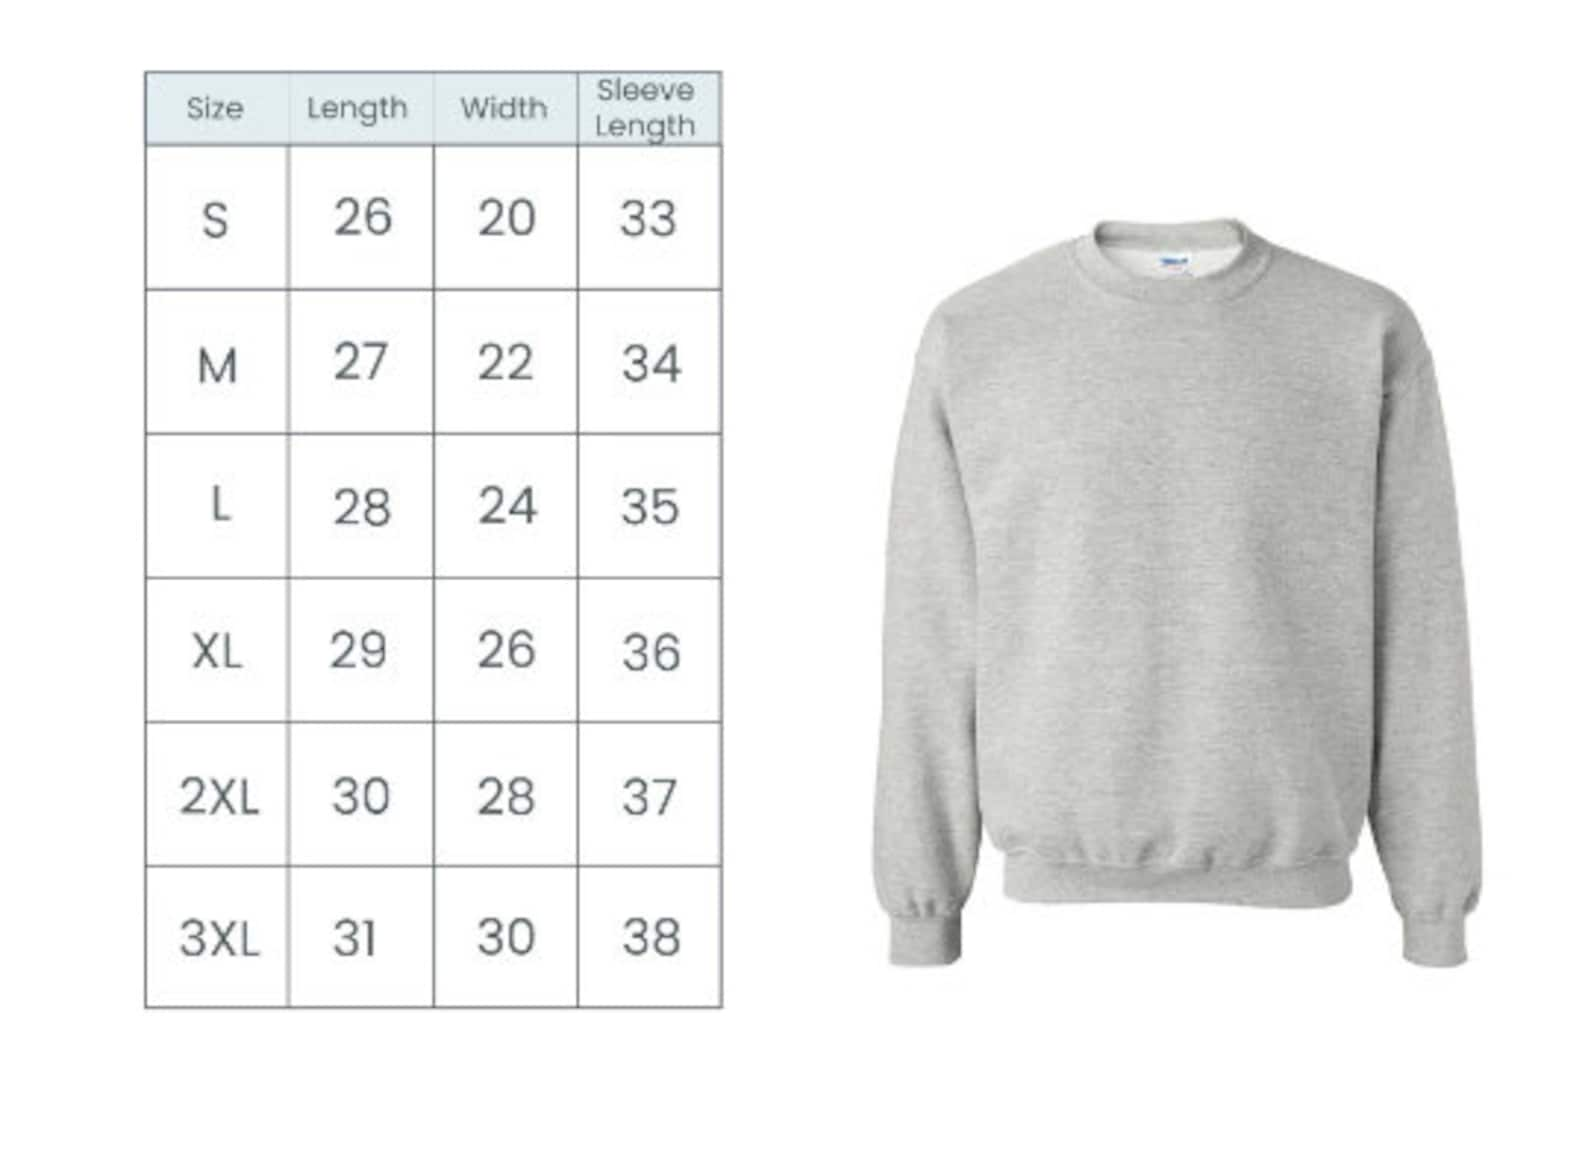 Size Length Width Sleeve Length
S 26 20 33
M 27 22 34
L 28 24 35
XL 29 26 36
2XL 30 28 37
3XL 31 30 38